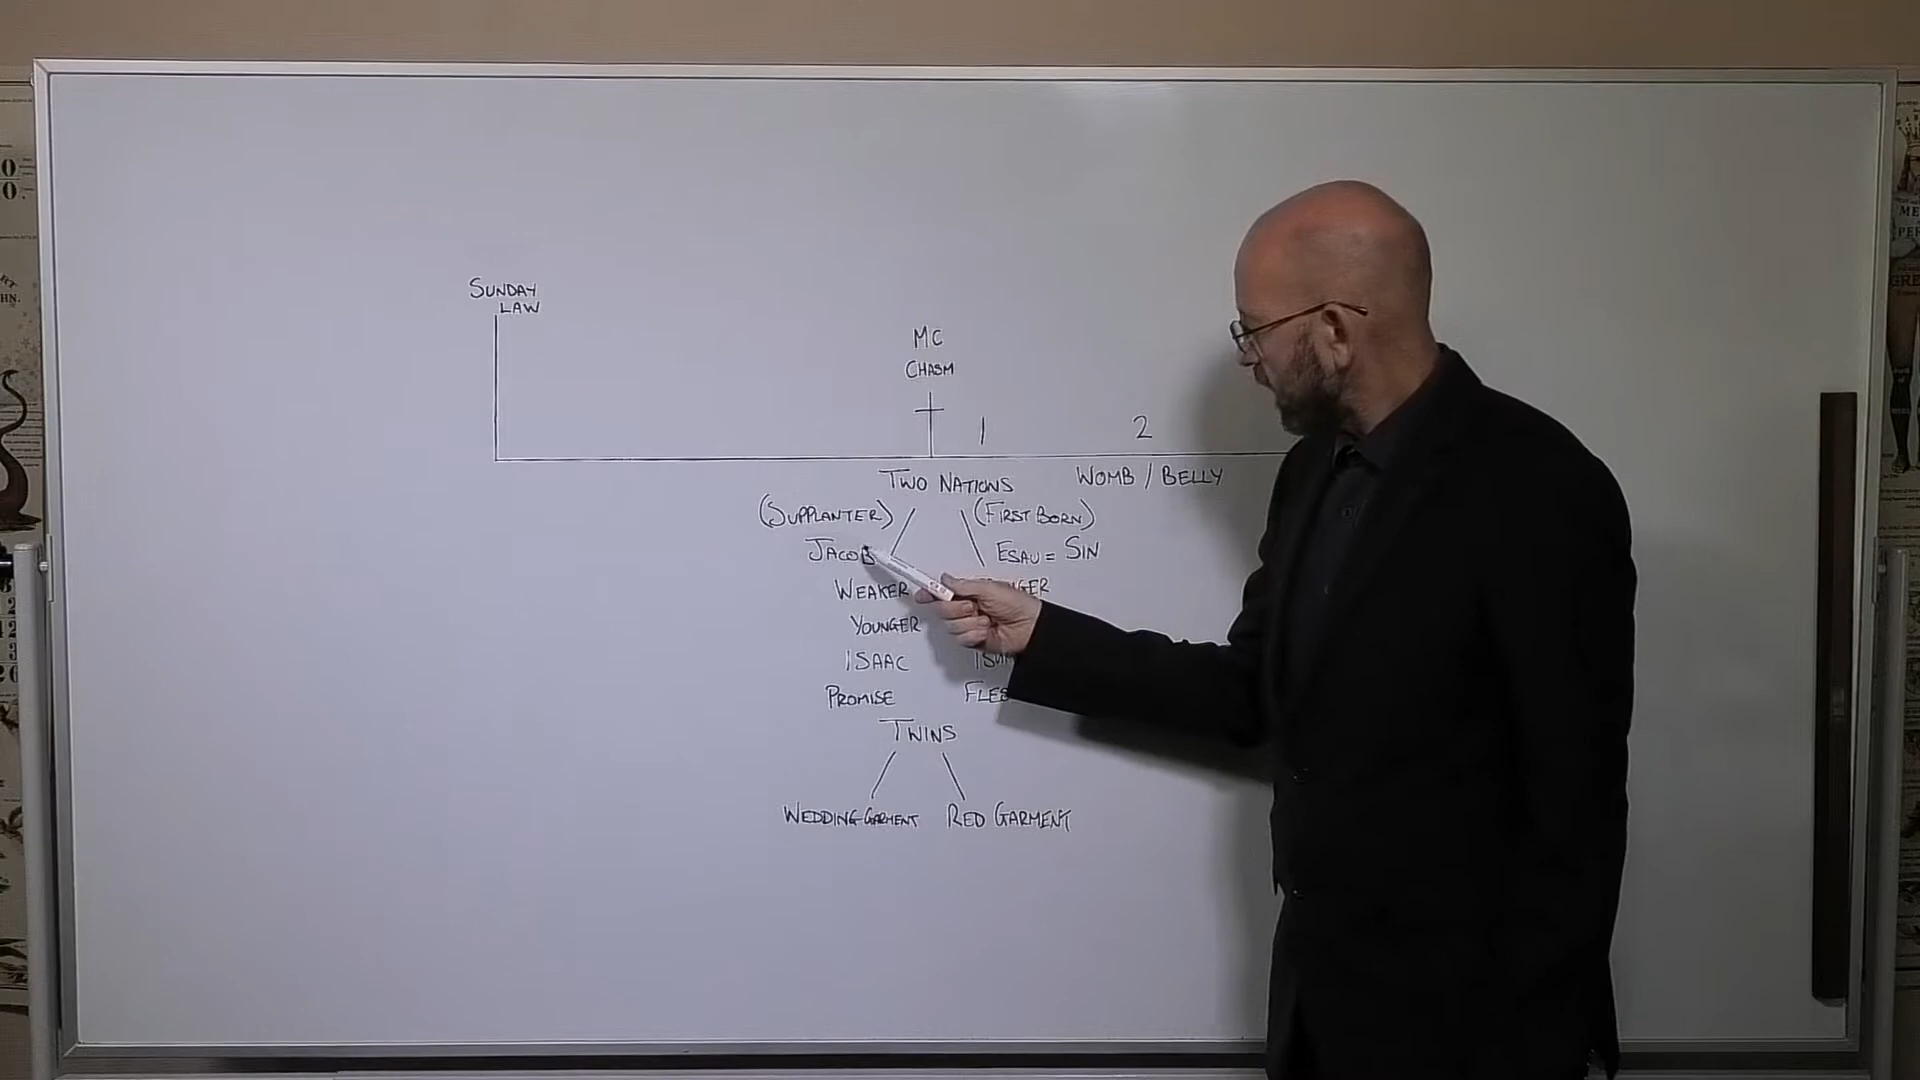 SUNDAY
LAW
MC
CHASM
1
2
TWO NATIONS
WOMB / BELLY
(SUPPLANTER)
(FIRST BORN)
JACOB
ESAU = SIN
WEAKER
YOUNGER
ISAAC
PROMISE
TWINS
WEDDING GARMENT
RED GARMENT